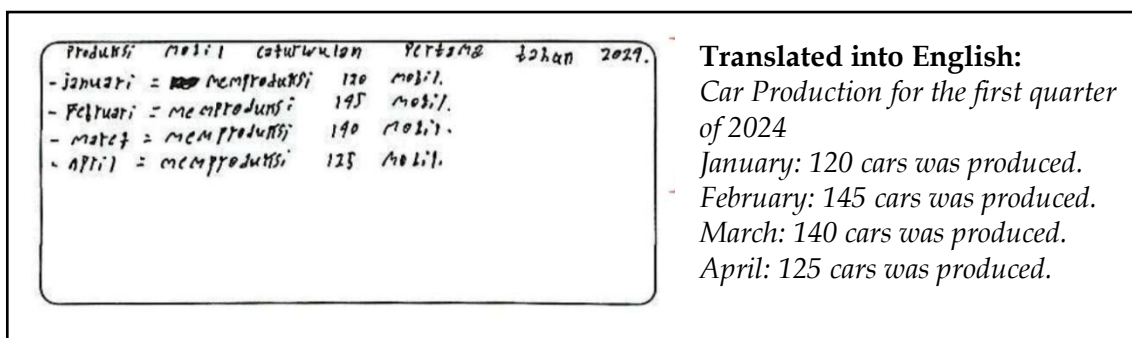 Produksi mobil caturwulan Pertama tahun 2024.
- januari = memproduksi 120 mobil.
- Februari = memproduksi 145 mobil.
- maret = memproduksi 140 mobil.
- April = memproduksi 125 mobil.
Translated into English:
Car Production for the first quarter
of 2024
January: 120 cars was produced.
February: 145 cars was produced.
March: 140 cars was produced.
April: 125 cars was produced.